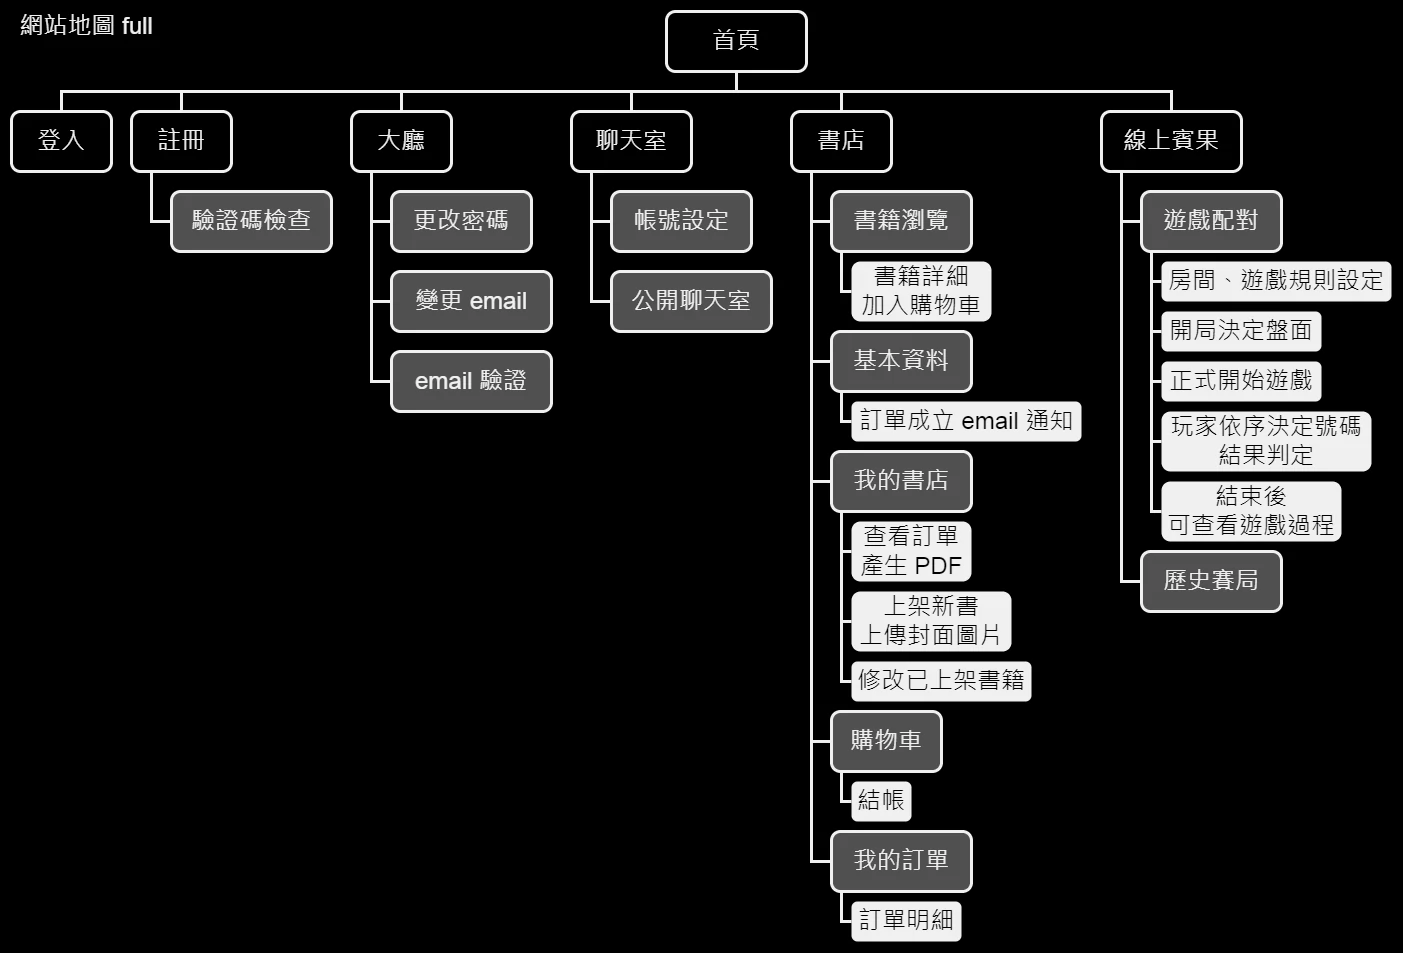 網站地圖 full
首頁
登入
註冊
驗證碼檢查
大廳
更改密碼
變更 email
email 驗證
聊天室
帳號設定
公開聊天室
書店
書籍瀏覽
書籍詳細
加入購物車
基本資料
訂單成立 email 通知
我的書店
查看訂單
產生 PDF
上架新書
上傳封面圖片
修改已上架書籍
購物車
結帳
我的訂單
訂單明細
線上賓果
遊戲配對
房間、遊戲規則設定
開局決定盤面
正式開始遊戲
玩家依序決定號碼
結果判定
結束後
可查看遊戲過程
歷史賽局